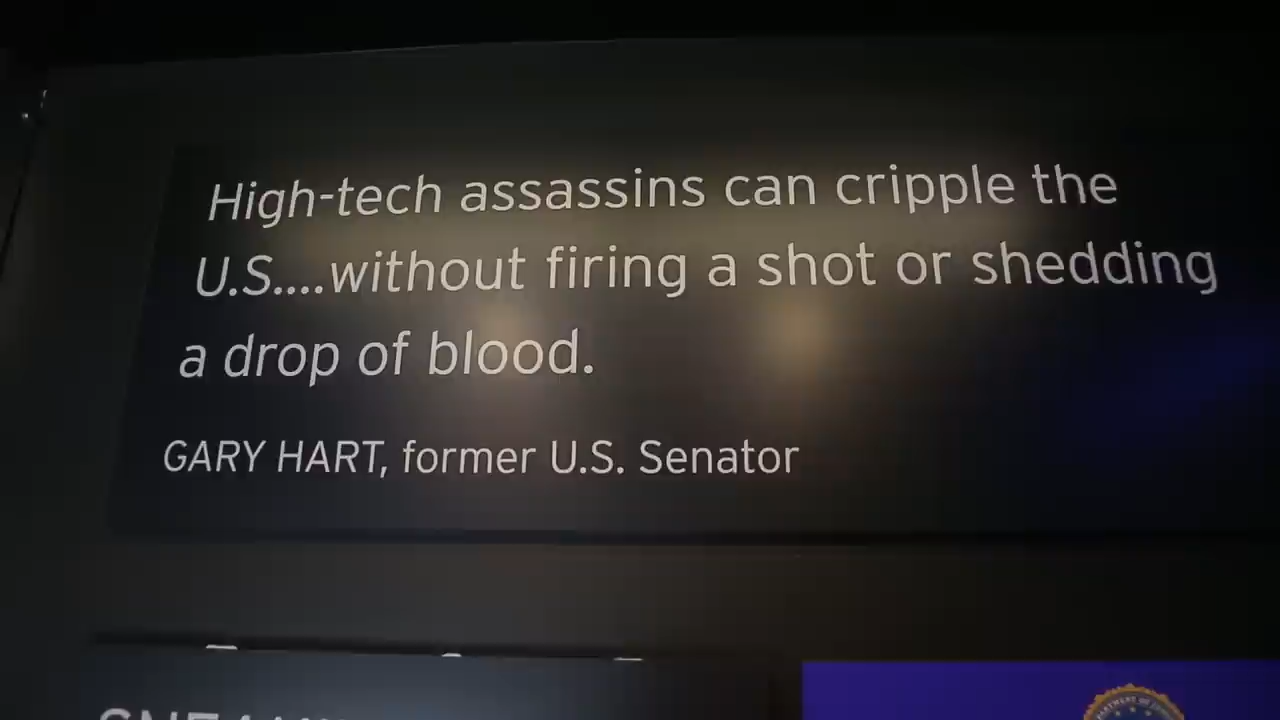 High-tech assassins can cripple the
U.S....without firing a shot or shedding
a drop of blood.
GARY HART, former U.S. Senator